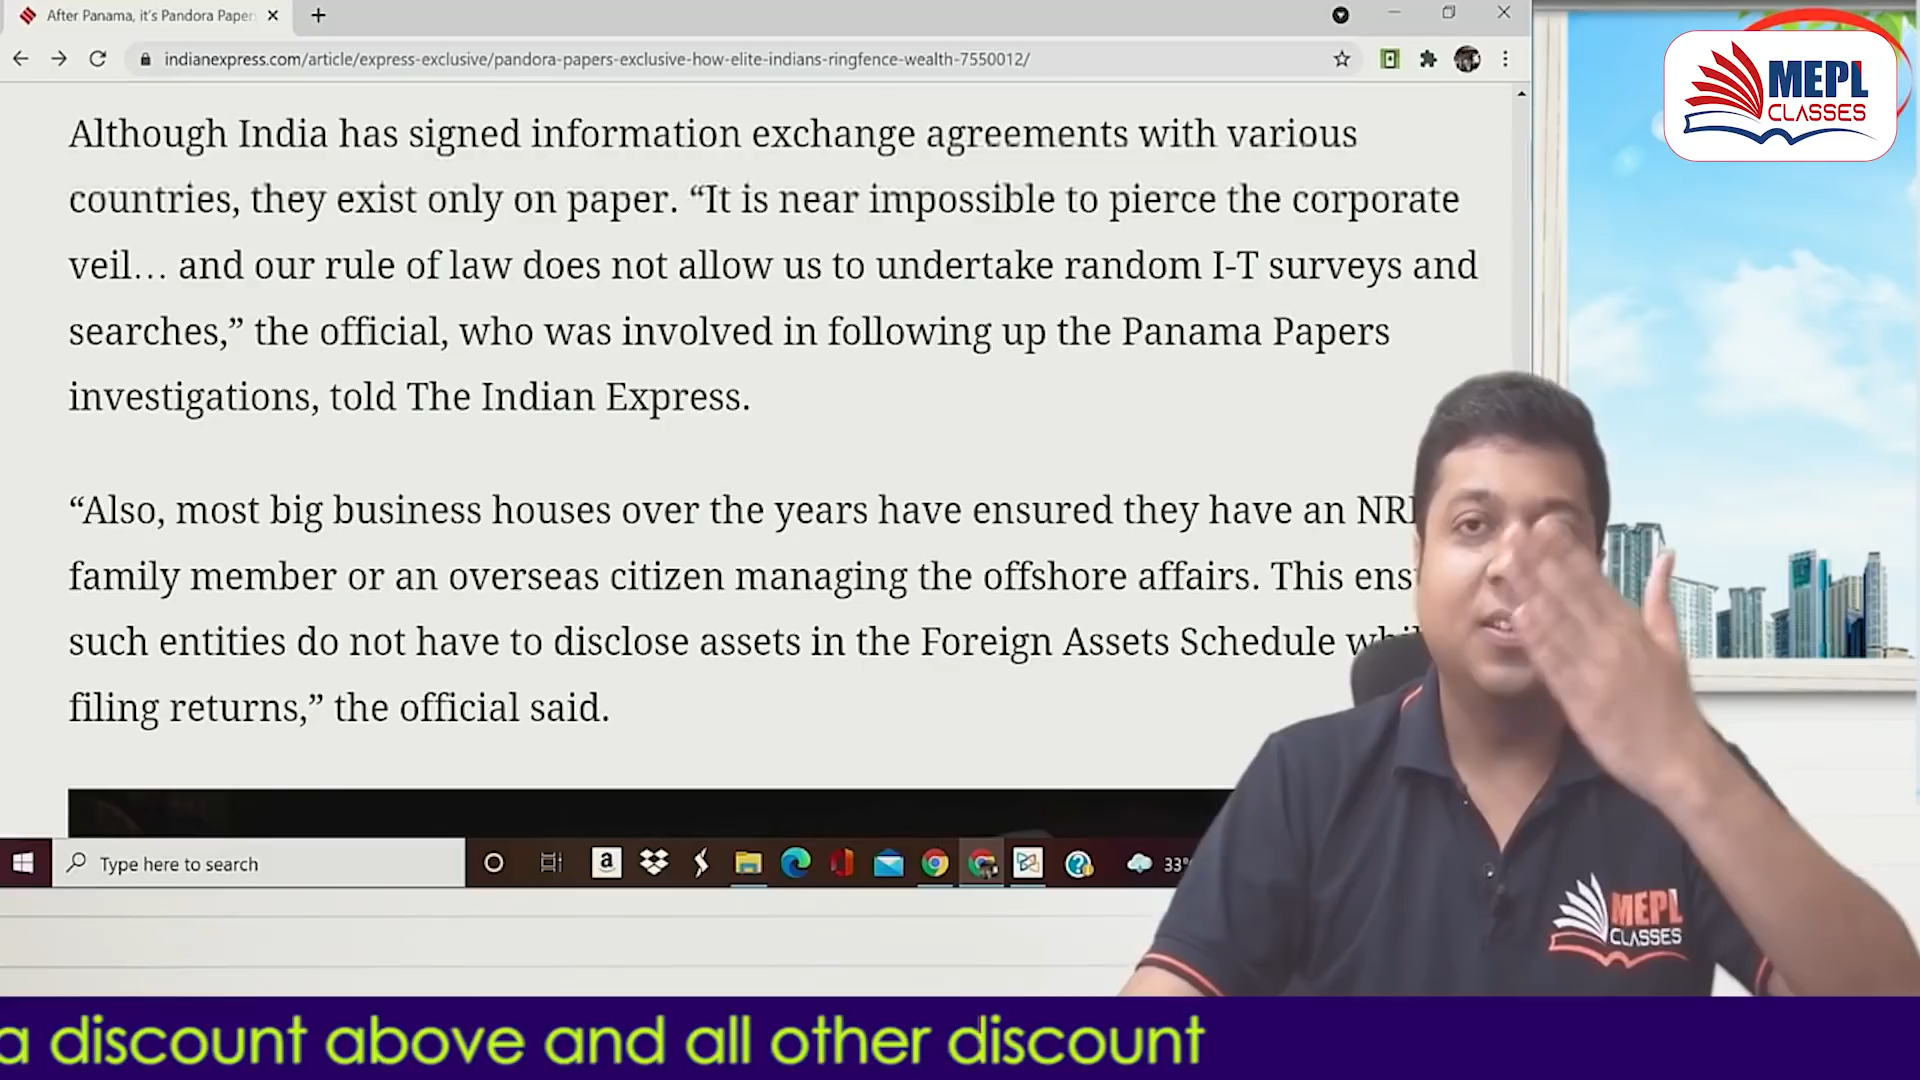 After Panama, it's Pandora Paper
indianexpress.com/article/express-exclusive/pandora-papers-exclusive-how-elite-indians-ringfence-wealth-7550012/
MEPL
CLASSES
Although India has signed information exchange agreements with various
countries, they exist only on paper. “It is near impossible to pierce the corporate
veil… and our rule of law does not allow us to undertake random I-T surveys and
searches,” the official, who was involved in following up the Panama Papers
investigations, told The Indian Express.
“Also, most big business houses over the years have ensured they have an NRI
family member or an overseas citizen managing the offshore affairs. This ens
such entities do not have to disclose assets in the Foreign Assets Schedule whil
filing returns,” the official said.
Type here to search
a
33°
MEPL
CLASSES
a discount above and all other discount